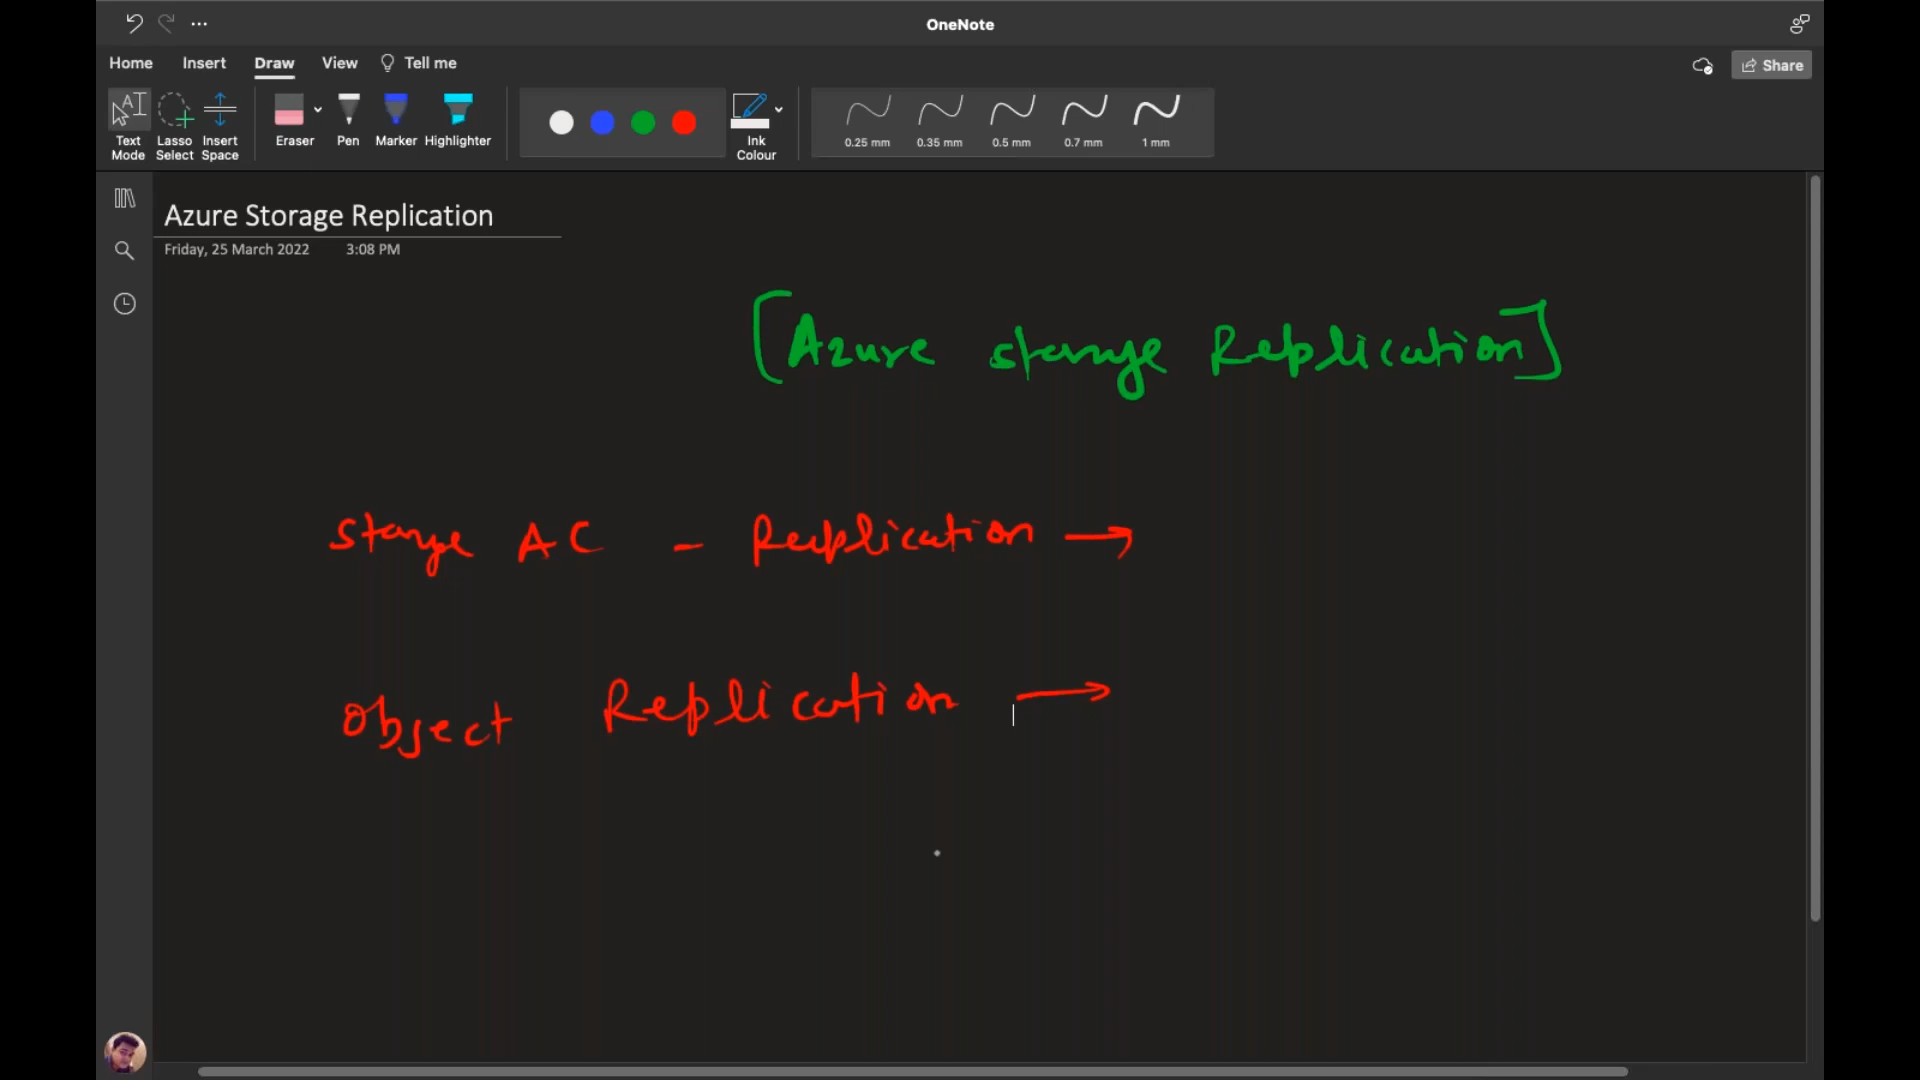 OneNote
Home Insert Draw View Tell me
Share
Text Mode
Lasso Select
Insert Space
Eraser
Pen
Marker
Highlighter
Ink Colour
0.25 mm
0.35 mm
0.5 mm
0.7 mm
1 mm
Azure Storage Replication
Friday, 25 March 2022 3:08 PM
[Azure storage Replication]
storage AC - Replication →
Object Replication →